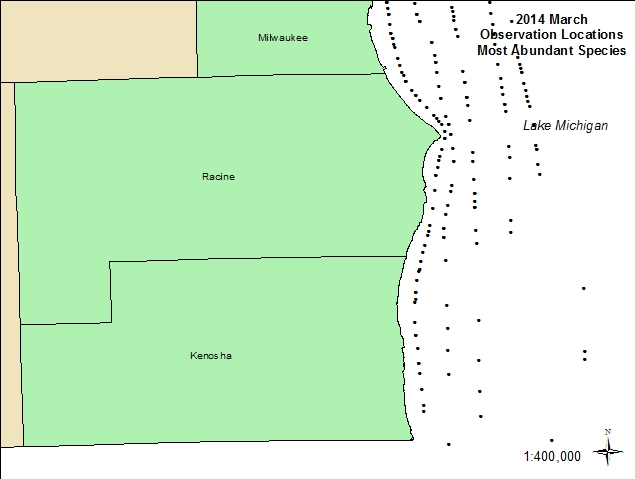 2014 March
Observation Locations
Most Abundant Species
Milwaukee
Lake Michigan
Racine
Kenosha
N
1:400,000